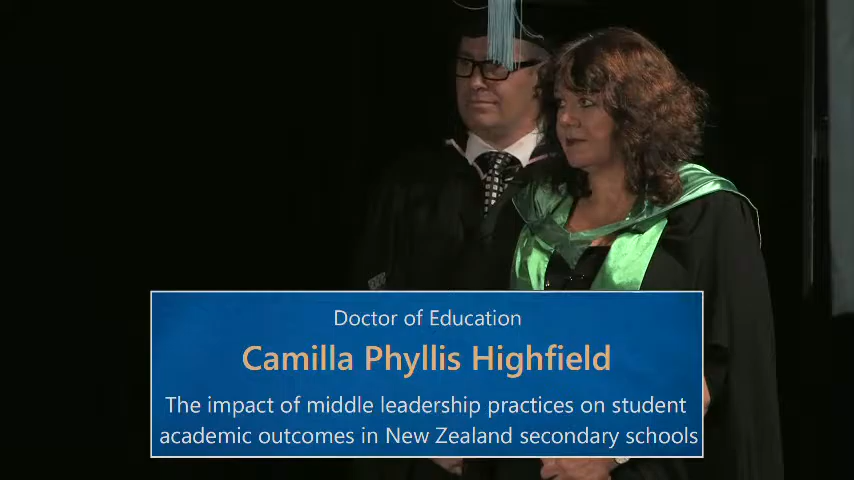 Doctor of Education
Camilla Phyllis Highfield
The impact of middle leadership practices on student
academic outcomes in New Zealand secondary schools